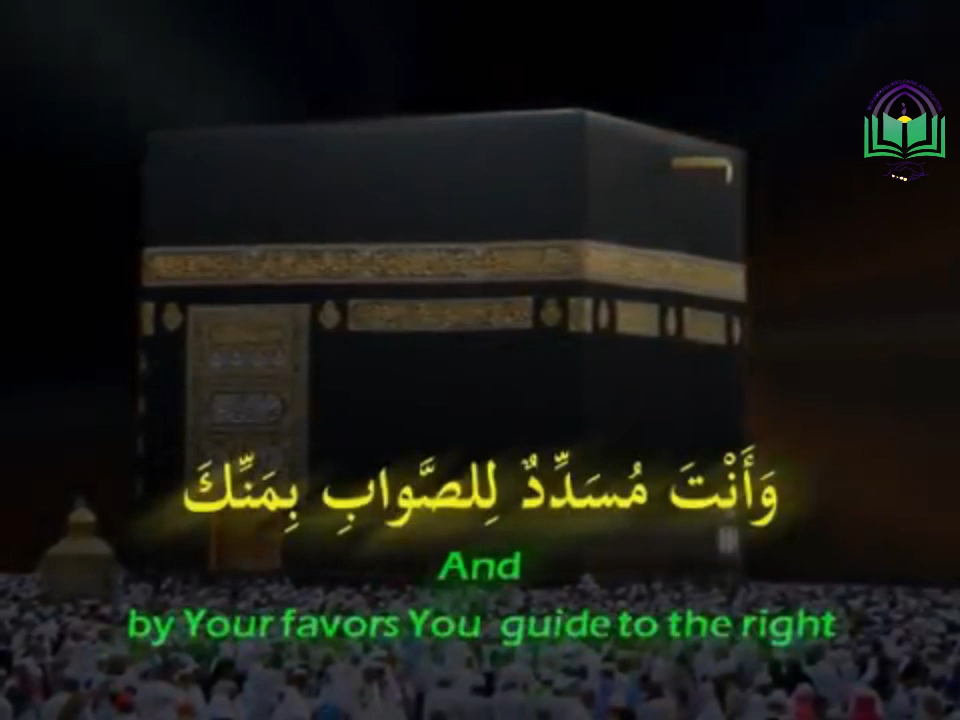 وَأَنْتَ مُسَدِّدٌ لِلصَّوابِ بِمَنِّكَ
And
by Your favors You guide to the right